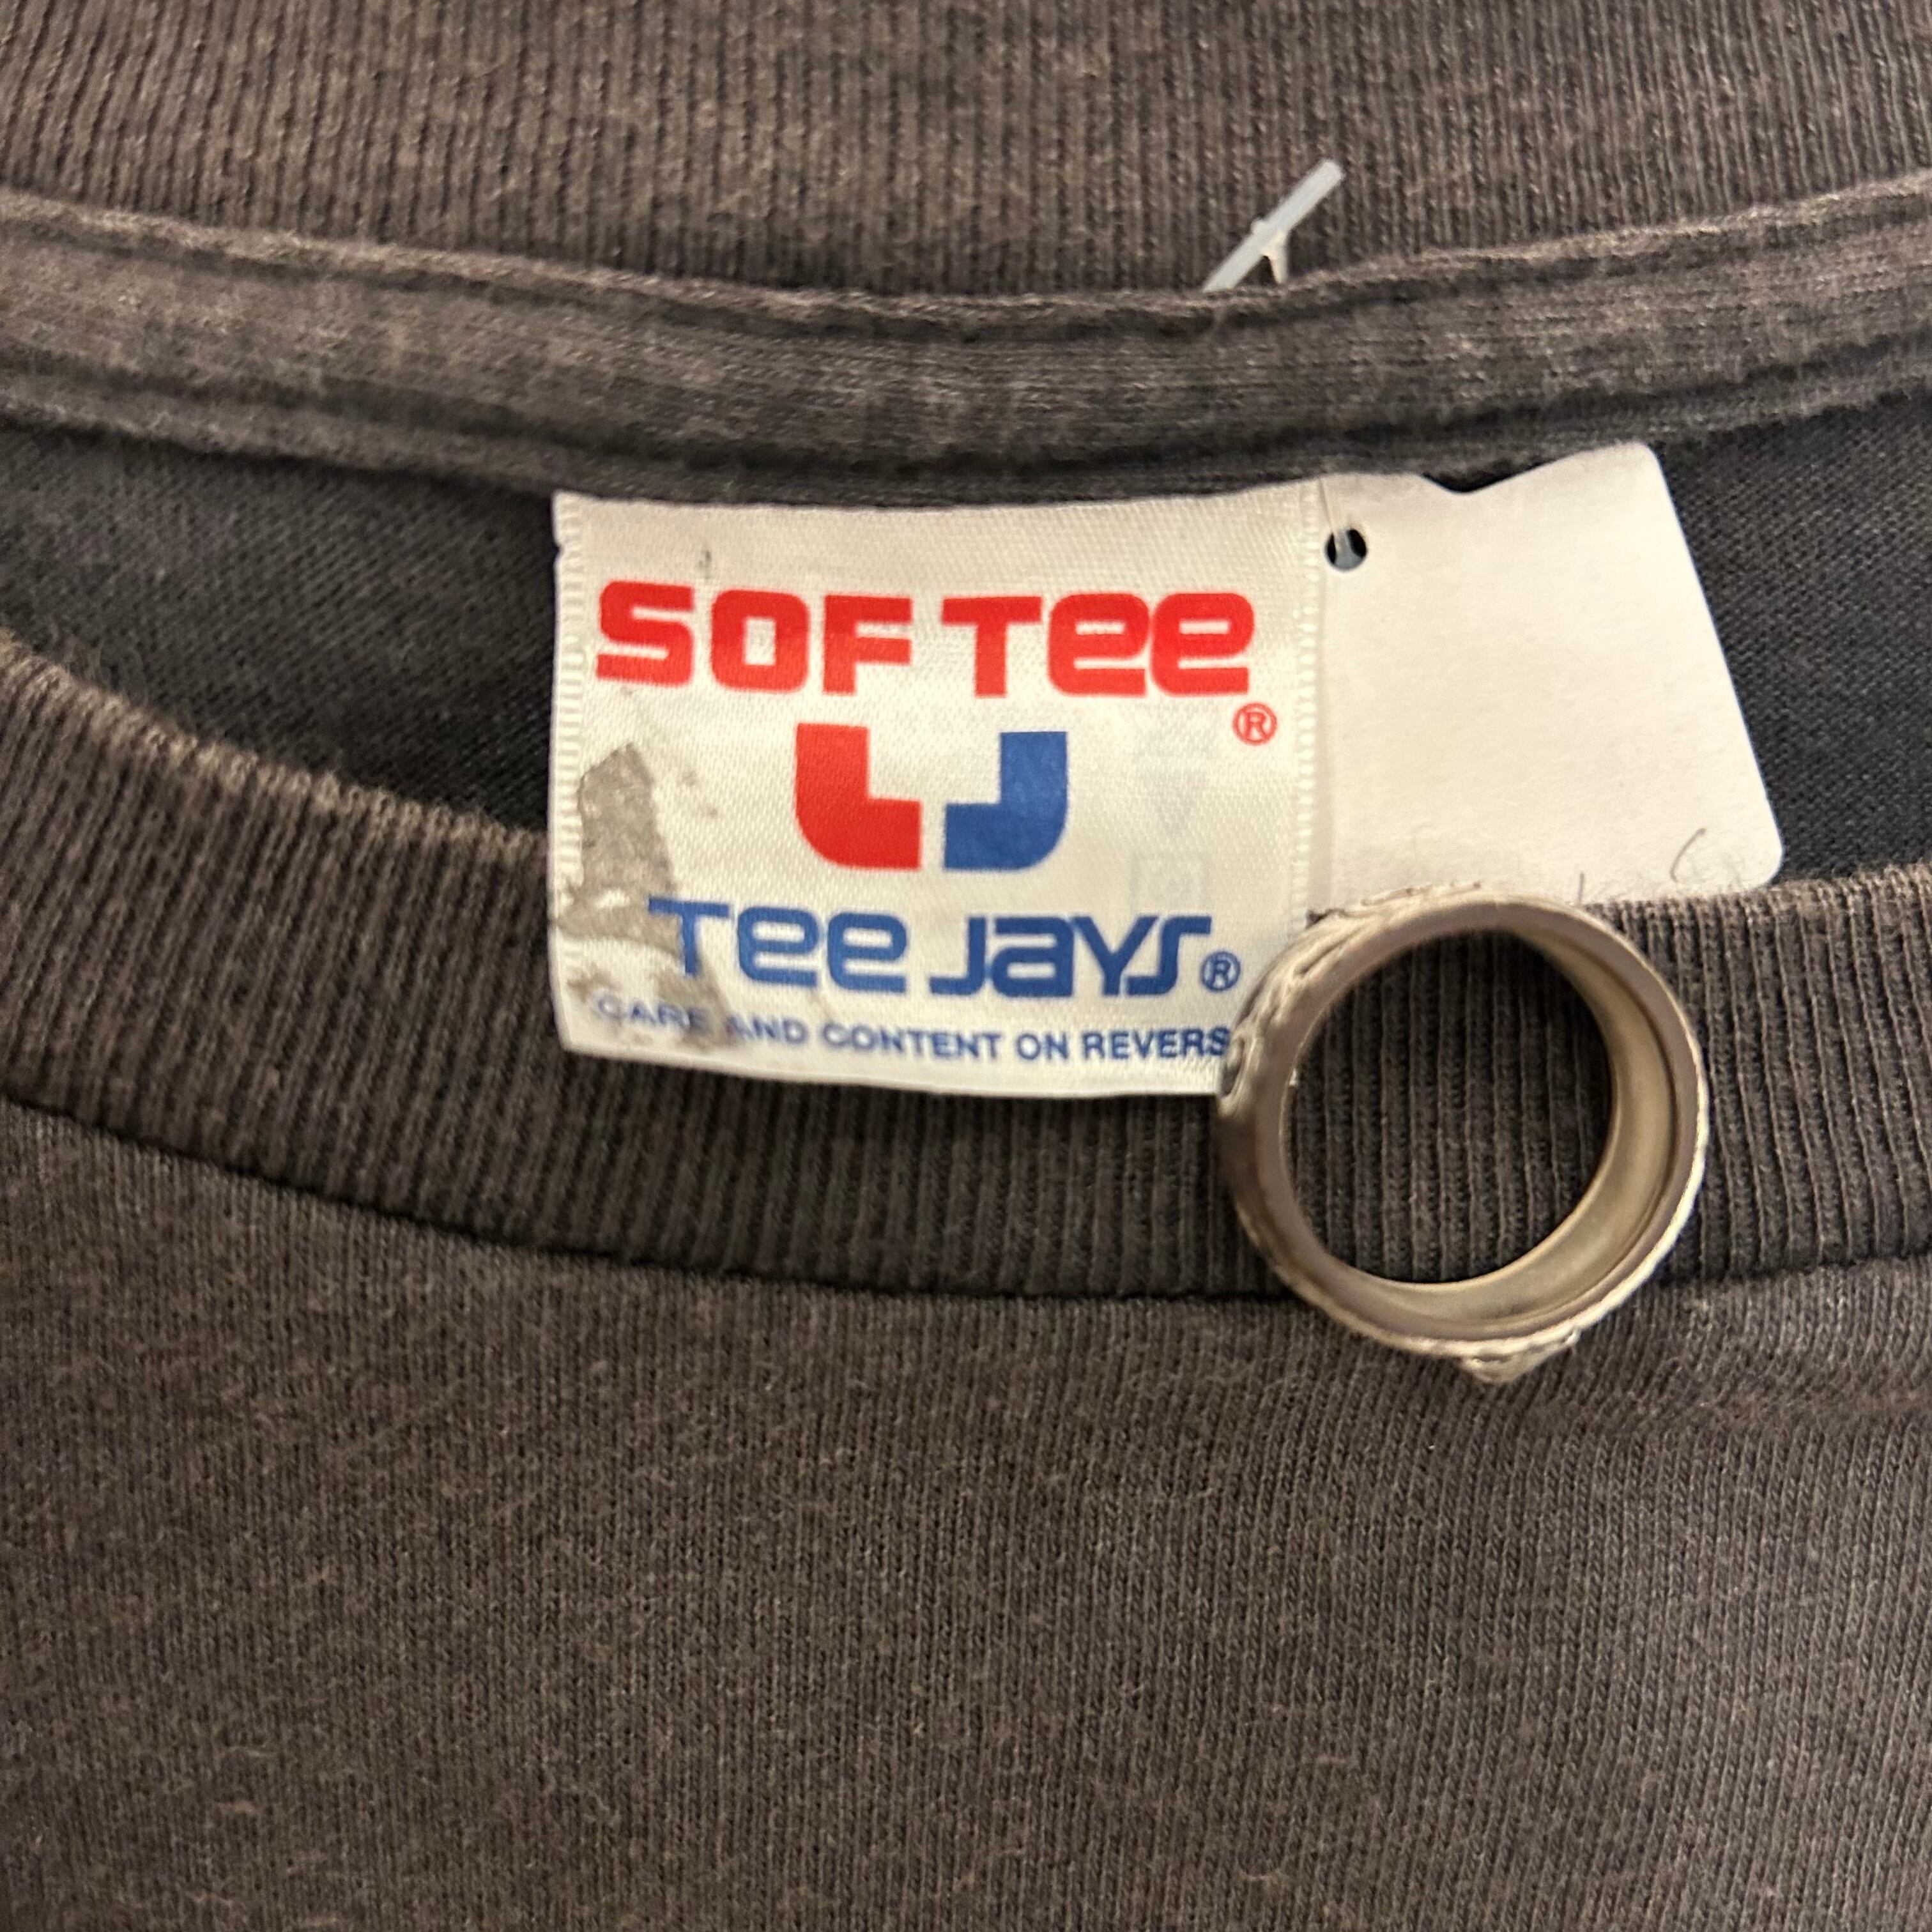 SOF TEE
®
TEE JAYS®
CARE AND CONTENT ON REVERS